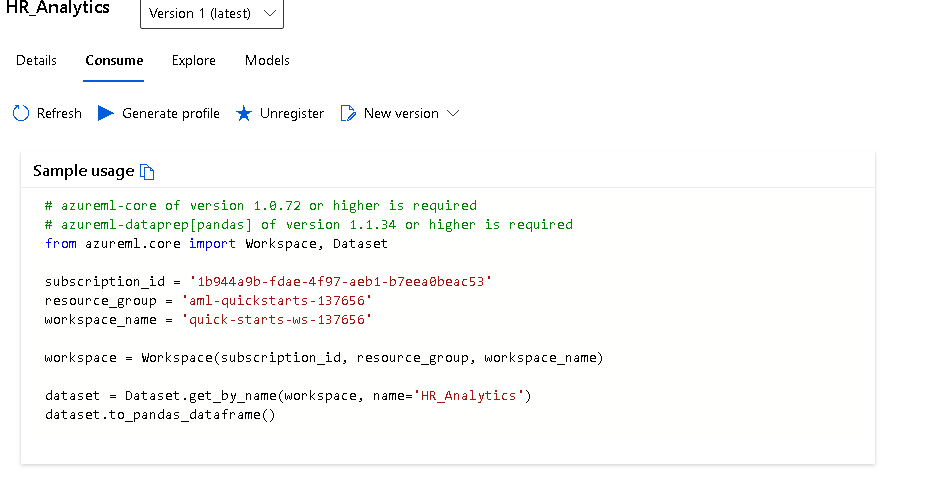 HR_Analytics
Version 1 (latest)
Details Consume Explore Models
Refresh Generate profile Unregister New version
Sample usage
# azureml-core of version 1.0.72 or higher is required
# azureml-dataprep[pandas] of version 1.1.34 or higher is required
from azureml.core import Workspace, Dataset
subscription_id = '1b944a9b-fdae-4f97-aeb1-b7eea0beac53'
resource_group = 'aml-quickstarts-137656'
workspace_name = 'quick-starts-ws-137656'
workspace = Workspace(subscription_id, resource_group, workspace_name)
dataset = Dataset.get_by_name(workspace, name='HR_Analytics')
dataset.to_pandas_dataframe()